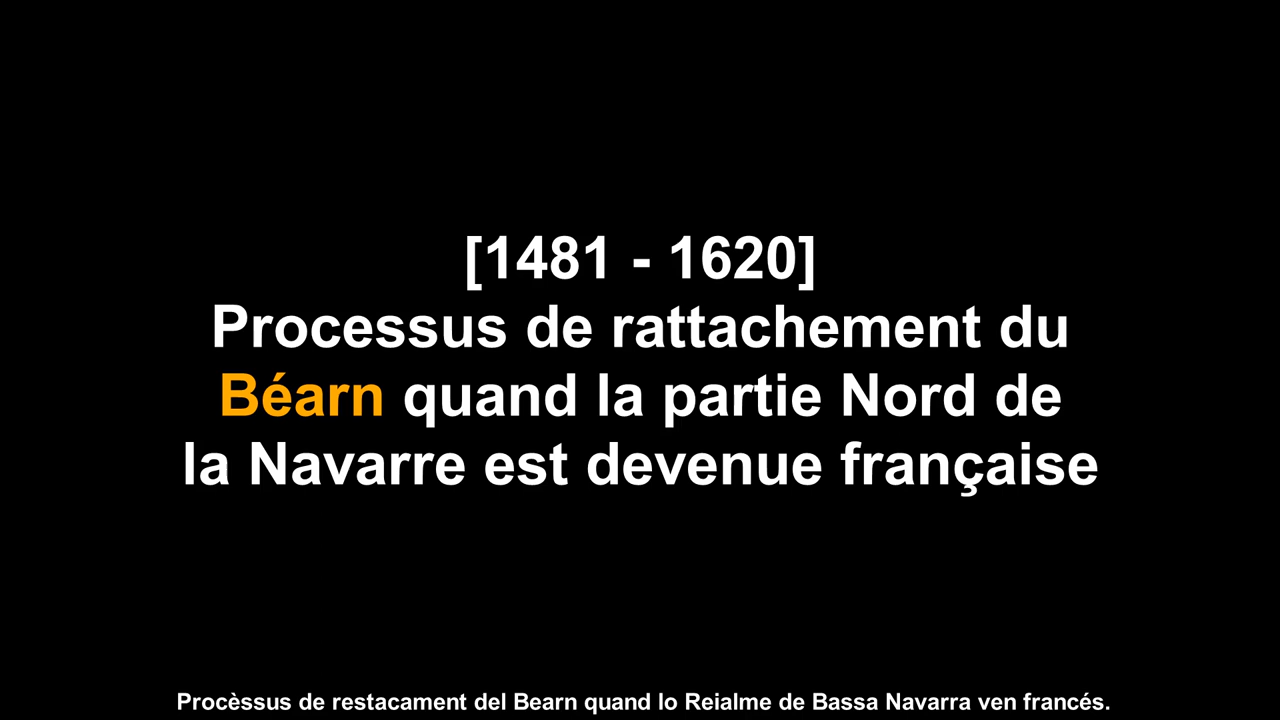 [1481 - 1620]
Processus de rattachement du
Béarn quand la partie Nord de
la Navarre est devenue française
Procèssus de restacament del Bearn quand lo Reialme de Bassa Navarra ven francés.